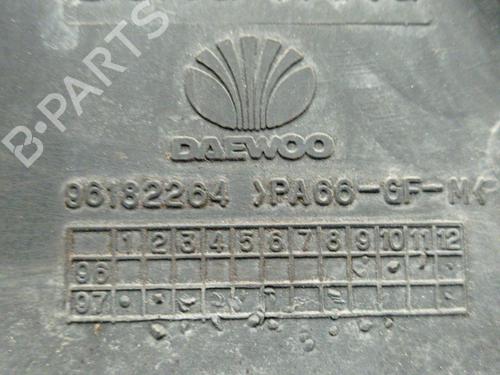 DAEWOO
96182264 >PA66-GF-M<
1 2 3 4 5 6 7 8 9 10 11 12
96
97
B-PARTS